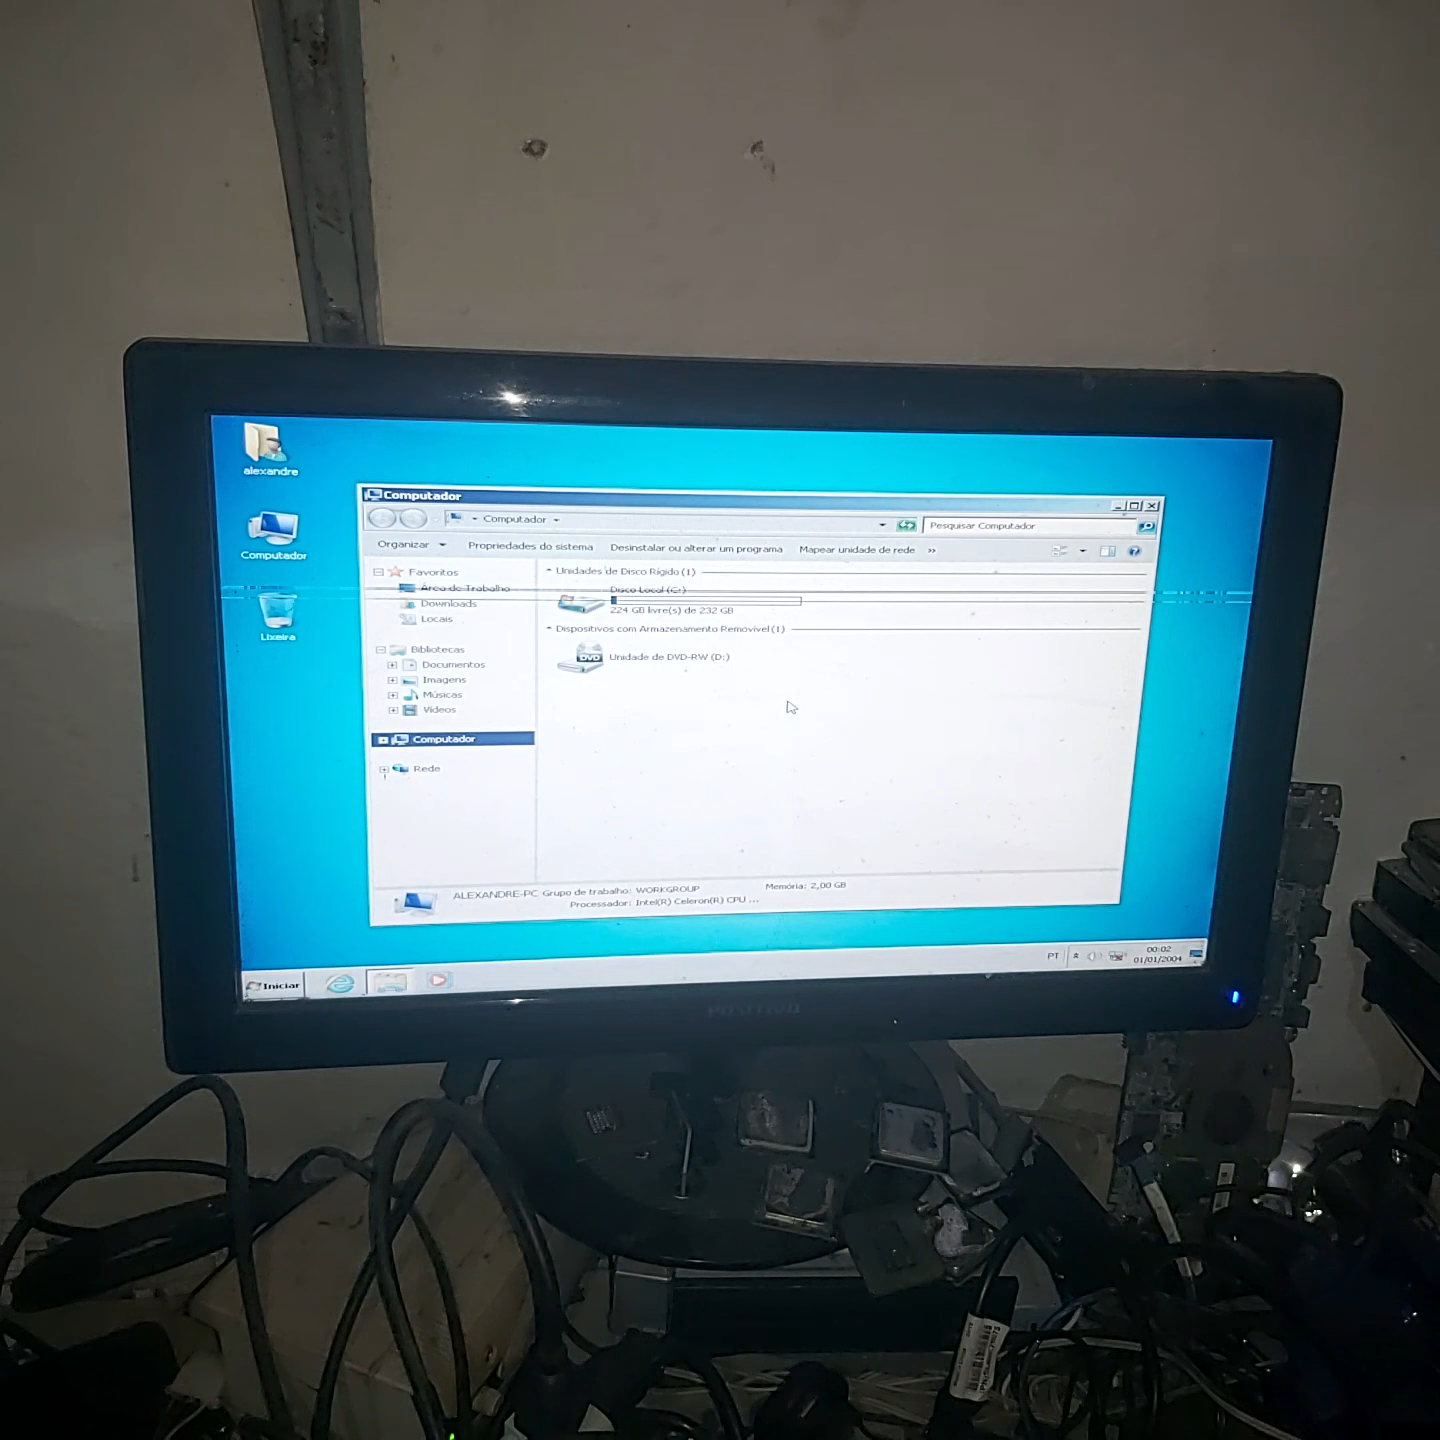 alexandre
Computador
Lixeira
Computador
Computador
Pesquisar Computador
Organizar
Propriedades do sistema
Desinstalar ou alterar um programa
Mapear unidade de rede
»
Favoritos
Área de Trabalho
Downloads
Locais
Bibliotecas
Documentos
Imagens
Músicas
Vídeos
Computador
Rede
Unidades de Disco Rígido (1)
Disco Local (C:)
224 GB livre(s) de 232 GB
Dispositivos com Armazenamento Removível (1)
DVD
Unidade de DVD-RW (D:)
ALEXANDRE-PC Grupo de trabalho: WORKGROUP
Memória: 2,00 GB
Processador: Intel(R) Celeron(R) CPU ...
Iniciar
PT
00:02
01/01/2004
POSITIVO